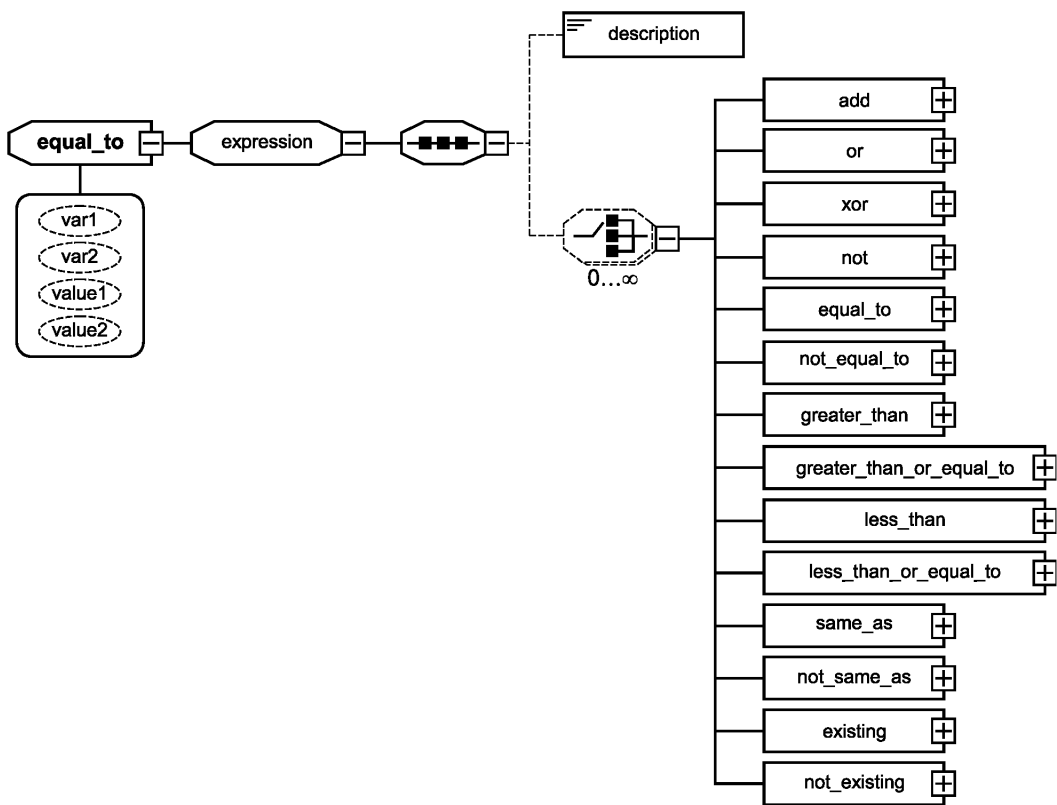 description
equal_to
expression
var1
var2
value1
value2
0...∞
add
or
xor
not
equal_to
not_equal_to
greater_than
greater_than_or_equal_to
less_than
less_than_or_equal_to
same_as
not_same_as
existing
not_existing